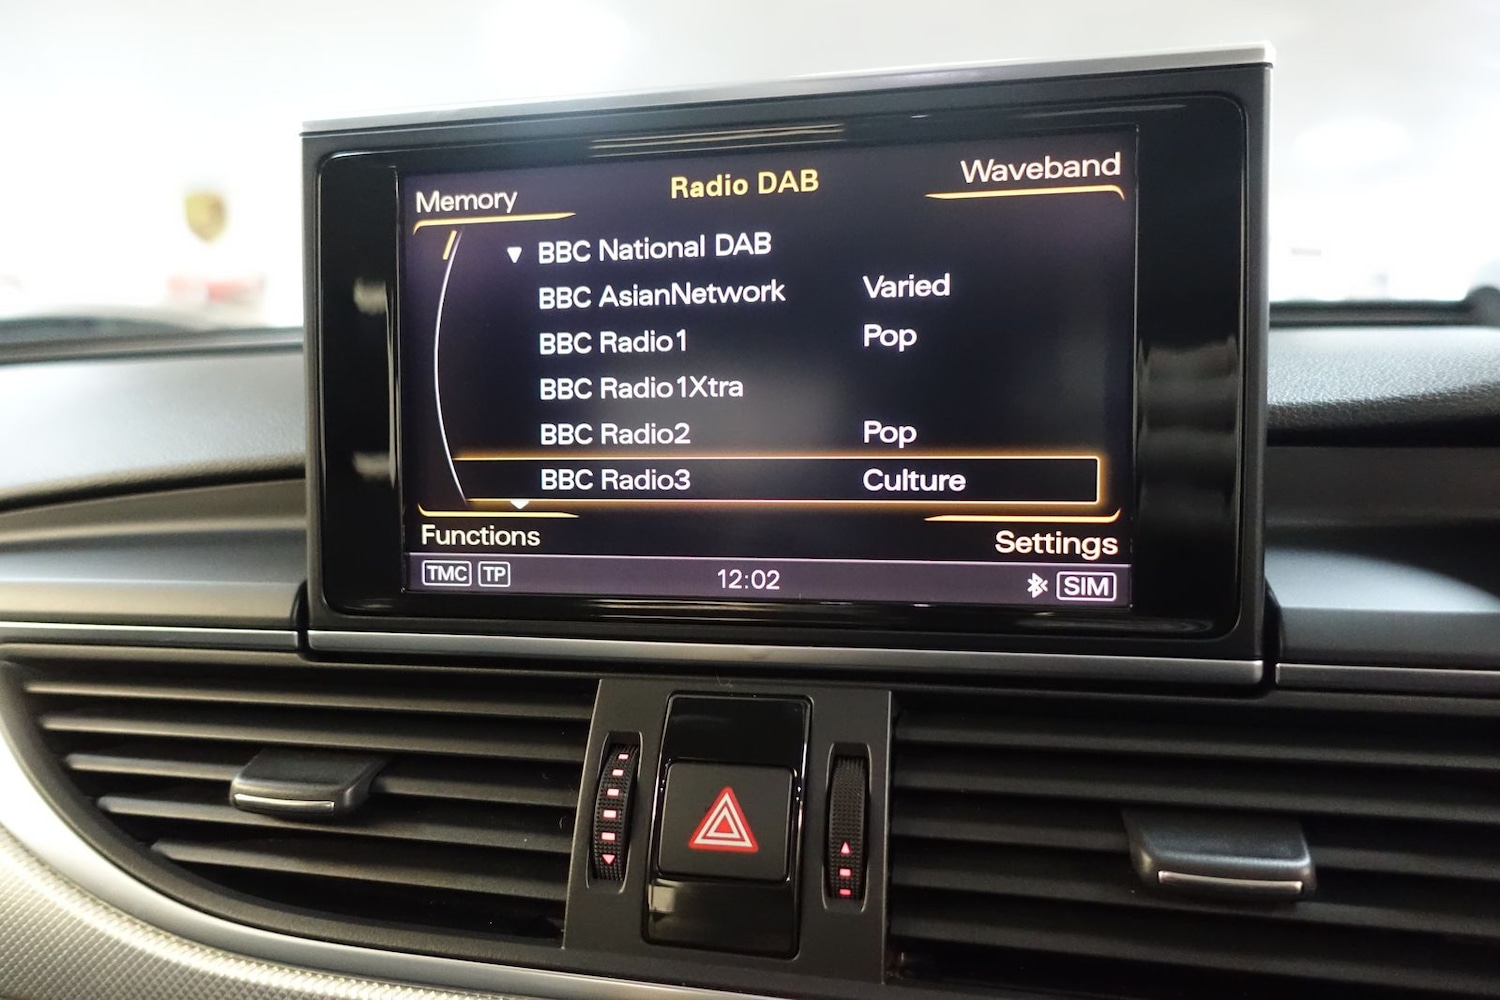 Memory
Radio DAB
Waveband
BBC National DAB
BBC AsianNetwork Varied
BBC Radio1 Pop
BBC Radio1Xtra
BBC Radio2 Pop
BBC Radio3 Culture
Functions
Settings
TMC TP 12:02 SIM